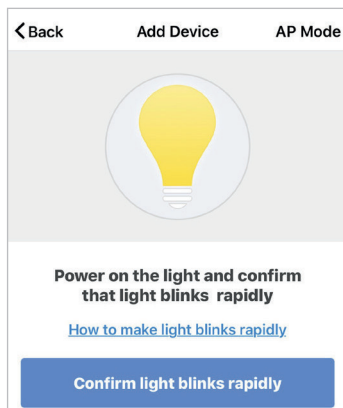 Back Add Device AP Mode
Power on the light and confirm
that light blinks rapidly
How to make light blinks rapidly
Confirm light blinks rapidly